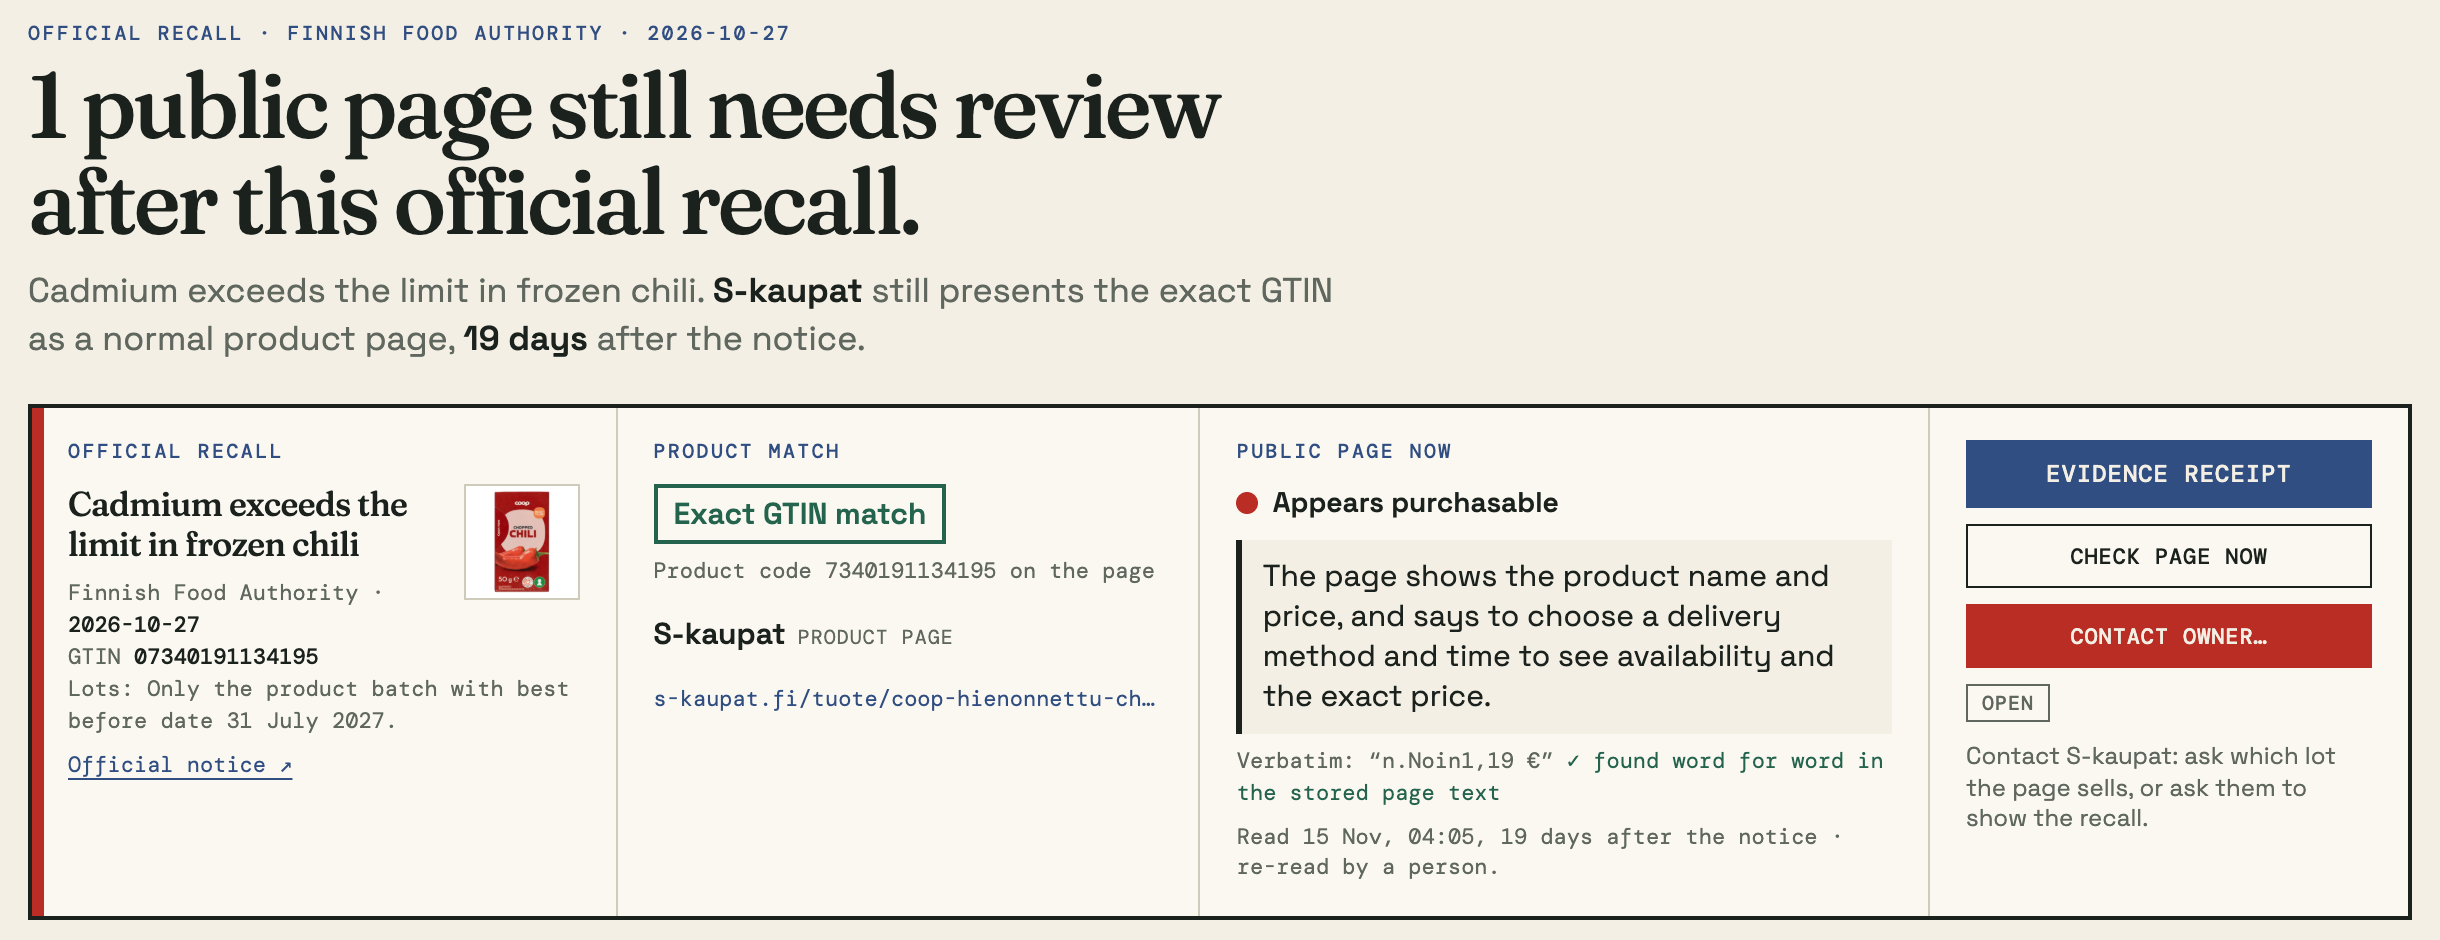 OFFICIAL RECALL · FINNISH FOOD AUTHORITY · 2026-10-27
1 public page still needs review
after this official recall.
Cadmium exceeds the limit in frozen chili. S-kaupat still presents the exact GTIN
as a normal product page, 19 days after the notice.
OFFICIAL RECALL
Cadmium exceeds the
limit in frozen chili
coop
CHOPPED
CHILI
50 g e
Finnish Food Authority ·
2026-10-27
GTIN 07340191134195
Lots: Only the product batch with best
before date 31 July 2027.
Official notice ↗
PRODUCT MATCH
Exact GTIN match
Product code 7340191134195 on the page
S-kaupat PRODUCT PAGE
s-kaupat.fi/tuote/coop-hienonnettu-ch…
PUBLIC PAGE NOW
Appears purchasable
The page shows the product name and
price, and says to choose a delivery
method and time to see availability and
the exact price.
Verbatim: “n.Noin1,19 €” ✓ found word for word in
the stored page text
Read 15 Nov, 04:05, 19 days after the notice ·
re-read by a person.
EVIDENCE RECEIPT
CHECK PAGE NOW
CONTACT OWNER…
OPEN
Contact S-kaupat: ask which lot
the page sells, or ask them to
show the recall.